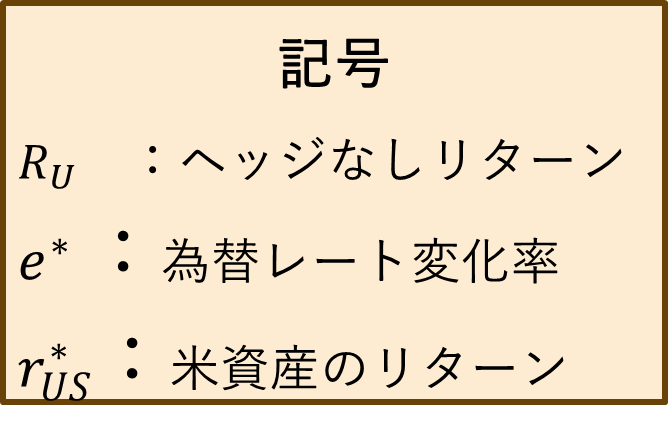 記号
R_U : ヘッジなしリターン
e* : 為替レート変化率
r*_US : 米資産のリターン